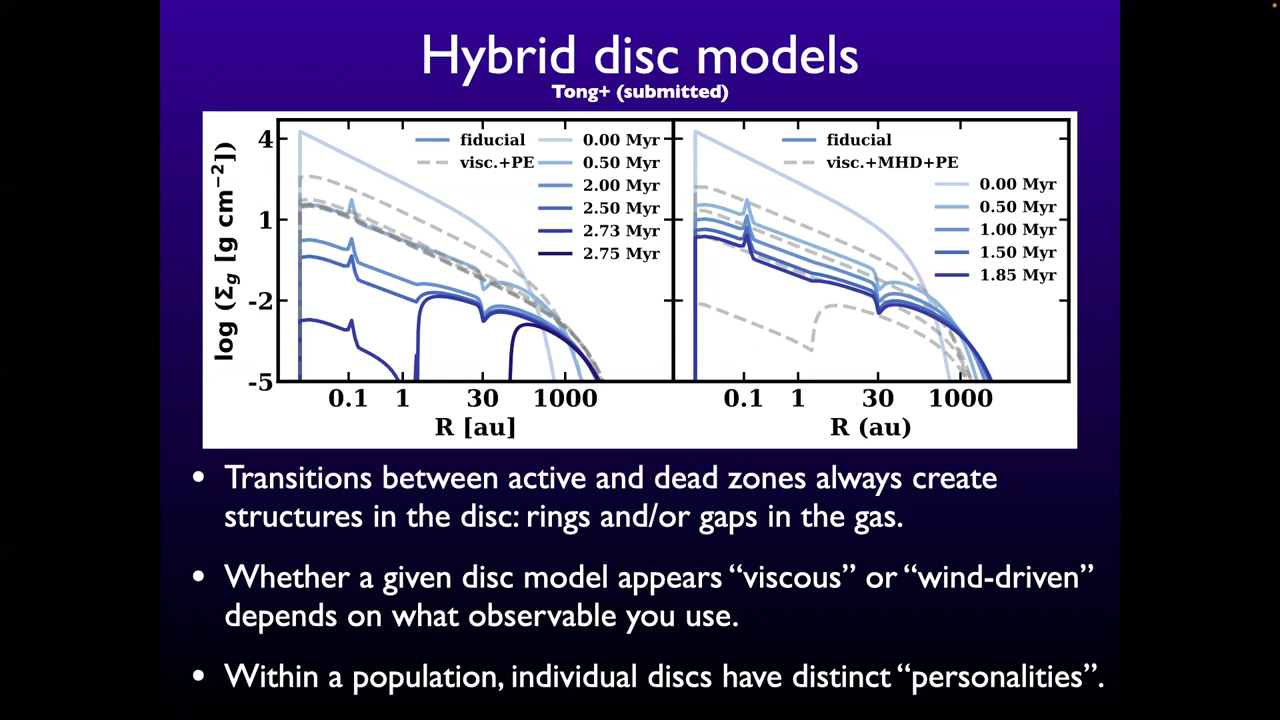 Hybrid disc models
Tong+ (submitted)
log (Σg [g cm−2])
4
1
-2
-5
fiducial
visc.+PE
0.00 Myr
0.50 Myr
2.00 Myr
2.50 Myr
2.73 Myr
2.75 Myr
0.1 1 30 1000
R [au]
fiducial
visc.+MHD+PE
0.00 Myr
0.50 Myr
1.00 Myr
1.50 Myr
1.85 Myr
0.1 1 30 1000
R (au)
• Transitions between active and dead zones always create
structures in the disc: rings and/or gaps in the gas.
• Whether a given disc model appears “viscous” or “wind-driven”
depends on what observable you use.
• Within a population, individual discs have distinct “personalities”.